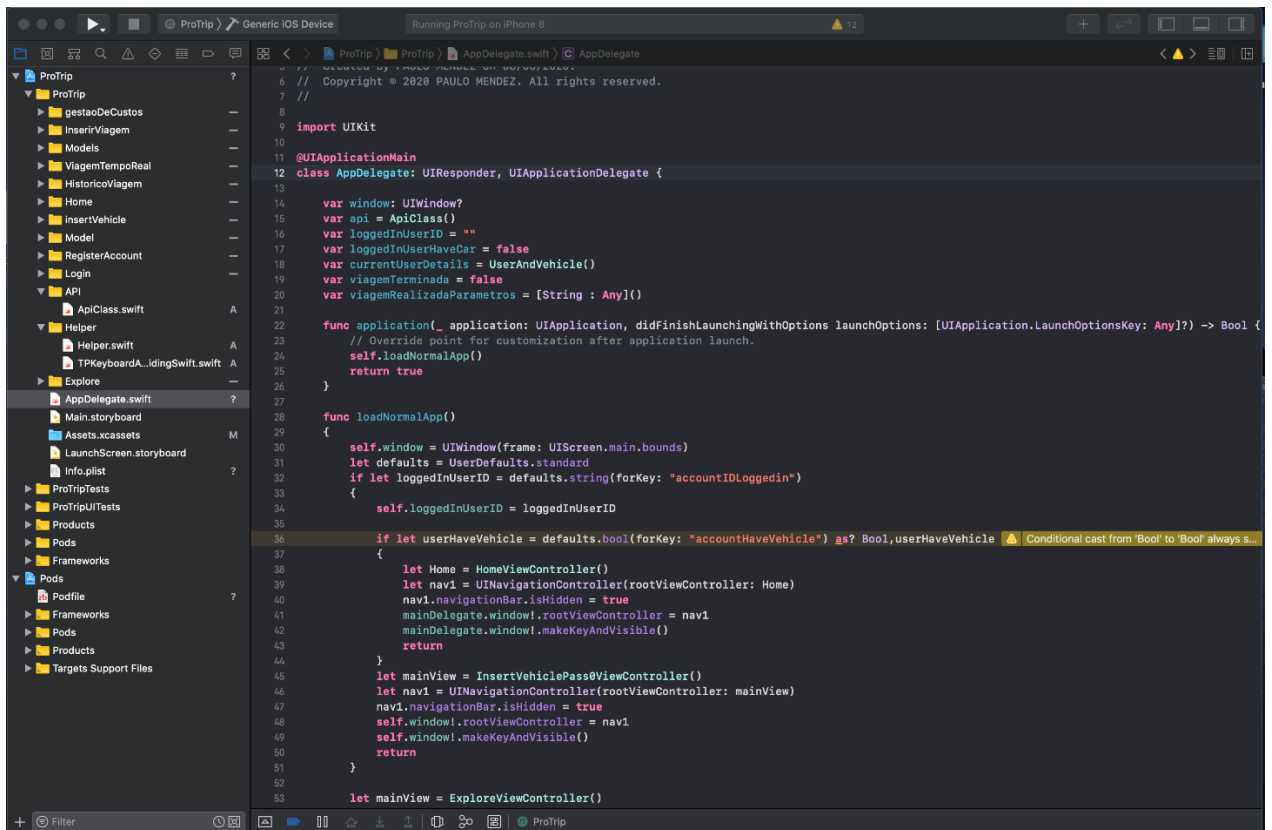 ProTrip 〉 Generic iOS Device
Running ProTrip on iPhone 8
12
ProTrip 〉 ProTrip 〉 AppDelegate.swift 〉 C AppDelegate
ProTrip ?
ProTrip
gestaoDeCustos —
InserirViagem —
Models —
ViagemTempoReal —
HistoricoViagem —
Home —
insertVehicle —
Model —
RegisterAccount —
Login —
API
ApiClass.swift A
Helper
Helper.swift A
TPKeyboardA...idingSwift.swift A
Explore —
AppDelegate.swift ?
Main.storyboard
Assets.xcassets M
LaunchScreen.storyboard
Info.plist ?
ProTripTests
ProTripUITests
Products
Pods
Frameworks
Pods
Podfile ?
Frameworks
Pods
Products
Targets Support Files
Filter
6 // Copyright © 2020 PAULO MENDEZ. All rights reserved.
7 //
8
9 import UIKit
10
11 @UIApplicationMain
12 class AppDelegate: UIResponder, UIApplicationDelegate {
13
14 var window: UIWindow?
15 var api = ApiClass()
16 var loggedInUserID = ""
17 var loggedInUserHaveCar = false
18 var currentUserDetails = UserAndVehicle()
19 var viagemTerminada = false
20 var viagemRealizadaParametros = [String : Any]()
21
22 func application(_ application: UIApplication, didFinishLaunchingWithOptions launchOptions: [UIApplication.LaunchOptionsKey: Any]?) -> Bool {
23 // Override point for customization after application launch.
24 self.loadNormalApp()
25 return true
26 }
27
28 func loadNormalApp()
29 {
30 self.window = UIWindow(frame: UIScreen.main.bounds)
31 let defaults = UserDefaults.standard
32 if let loggedInUserID = defaults.string(forKey: "accountIDLoggedin")
33 {
34 self.loggedInUserID = loggedInUserID
35
36 if let userHaveVehicle = defaults.bool(forKey: "accountHaveVehicle") as? Bool,userHaveVehicle Conditional cast from 'Bool' to 'Bool' always s...
37 {
38 let Home = HomeViewController()
39 let nav1 = UINavigationController(rootViewController: Home)
40 nav1.navigationBar.isHidden = true
41 mainDelegate.window!.rootViewController = nav1
42 mainDelegate.window!.makeKeyAndVisible()
43 return
44 }
45 let mainView = InsertVehiclePass0ViewController()
46 let nav1 = UINavigationController(rootViewController: mainView)
47 nav1.navigationBar.isHidden = true
48 self.window!.rootViewController = nav1
49 self.window!.makeKeyAndVisible()
50 return
51 }
52
53 let mainView = ExploreViewController()
ProTrip